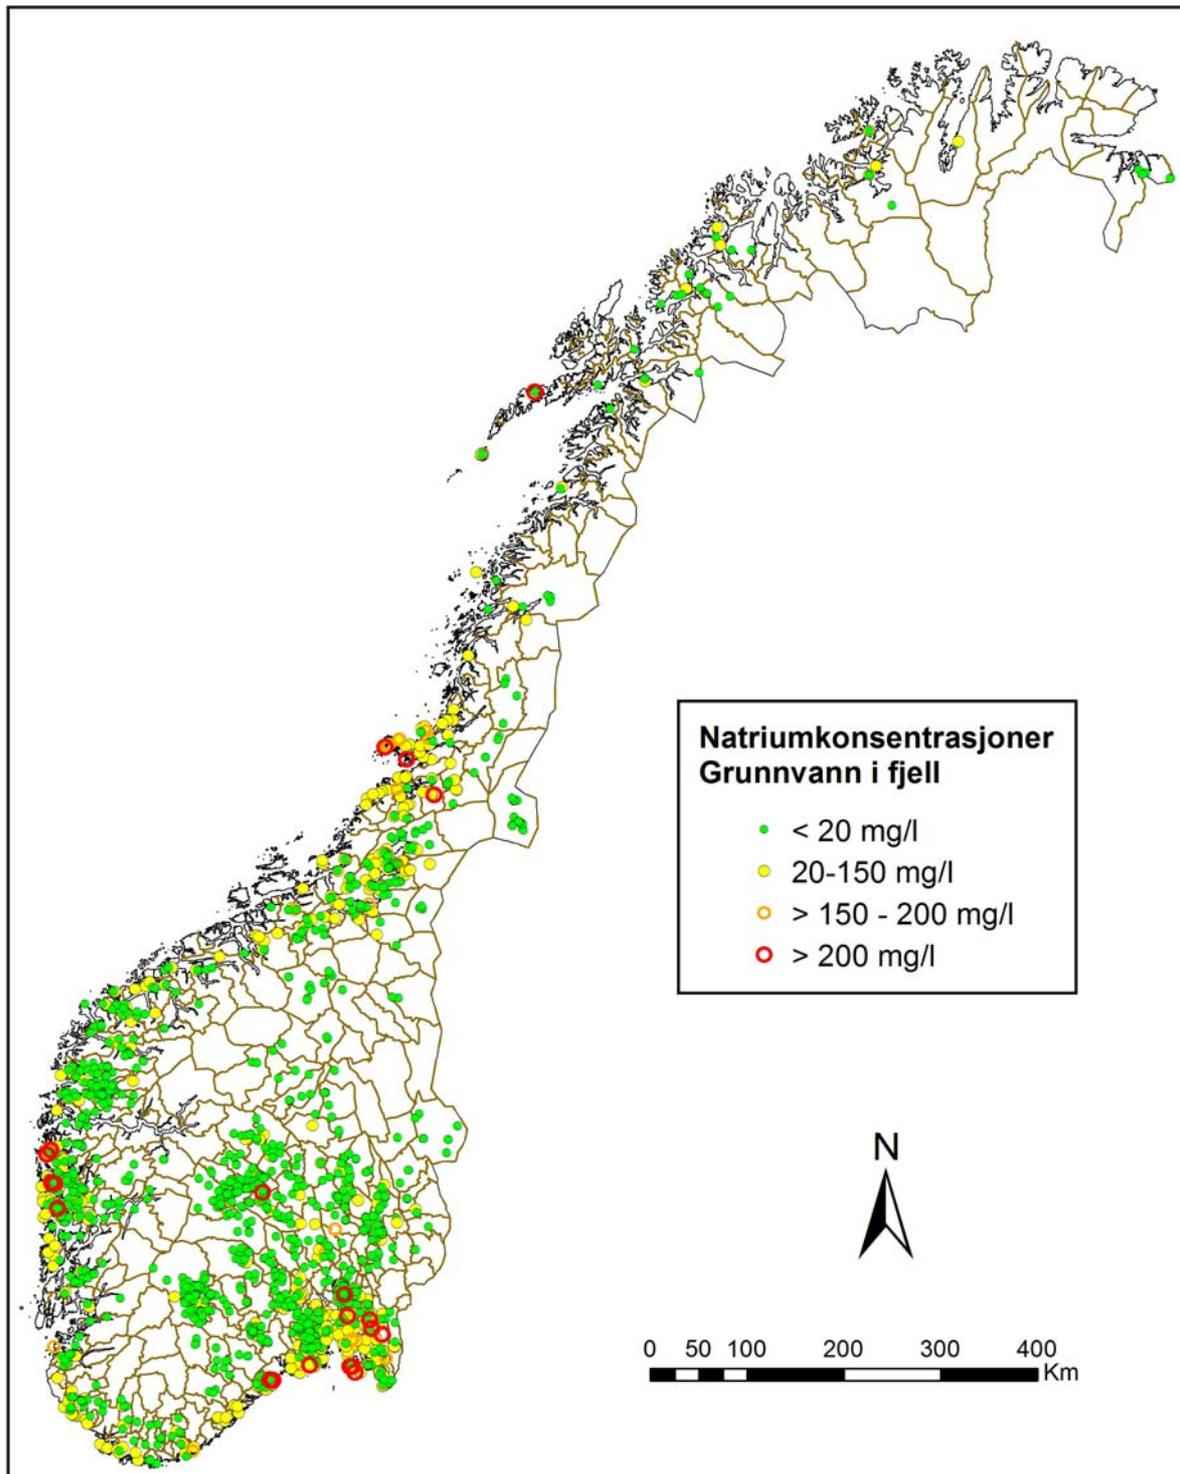 Natriumkonsentrasjoner
Grunnvann i fjell
< 20 mg/l
20-150 mg/l
> 150 - 200 mg/l
> 200 mg/l
N
0 50 100 200 300 400
Km